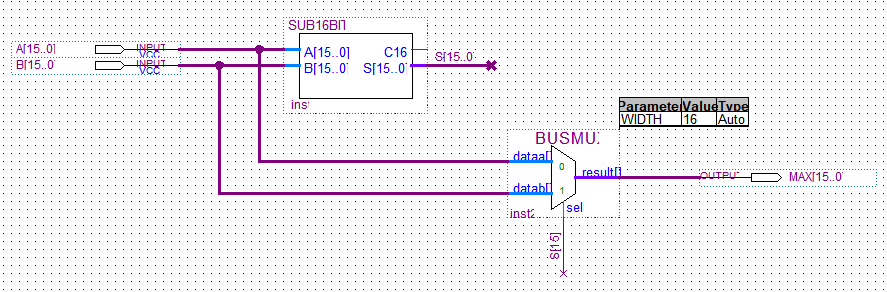 SUB16BIT
A[15..0] INPUT
VCC
B[15..0] INPUT
VCC
A[15..0] C16
B[15..0] S[15..0]
inst
S[15..0]
Parameter Value Type
WIDTH 16 Auto
BUSMUX
dataa[]
0
result[]
datab[]
1
sel
inst2
OUTPUT MAX[15..0]
S[15]